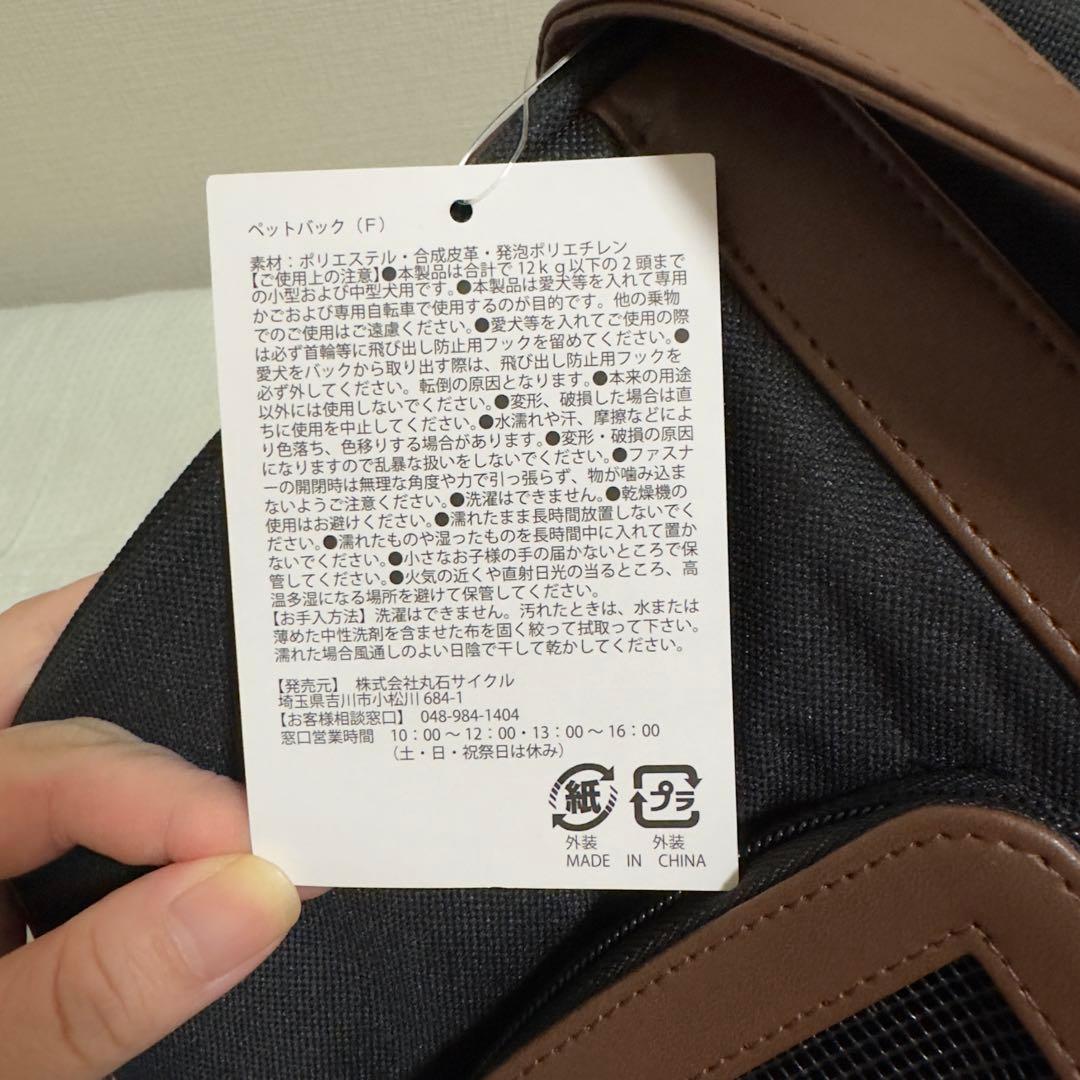 ペットバック（F）
素材：ポリエステル・合成皮革・発泡ポリエチレン
【ご使用上の注意】●本製品は合計で12kg以下の2頭まで
の小型および中型犬用です。●本製品は愛犬等を入れて専用
かごおよび専用自転車で使用するのが目的です。他の乗物
でのご使用はご遠慮ください。●愛犬等を入れてご使用の際
は必ず首輪等に飛び出し防止用フックを留めてください。●
愛犬をバックから取り出す際は、飛び出し防止用フックを
必ず外してください。転倒の原因となります。●本来の用途
以外には使用しないでください。●変形、破損した場合は直
ちに使用を中止してください。●水濡れや汗、摩擦などによ
り色落ち、色移りする場合があります。●変形・破損の原因
になりますので乱暴な扱いをしないでください。●ファスナ
ーの開閉時は無理な角度や力で引っ張らず、物が噛み込ま
ないようご注意ください。●洗濯はできません。●乾燥機の
使用はお避けください。●濡れたまま長時間放置しないでく
ださい。●濡れたものや湿ったものを長時間中に入れて置か
ないでください。●小さなお子様の手の届かないところで保
管してください。●火気の近くや直射日光の当るところ、高
温多湿になる場所を避けて保管してください。
【お手入方法】洗濯はできません。汚れたときは、水または
薄めた中性洗剤を含ませた布を固く絞って拭取って下さい。
濡れた場合風通しのよい日陰で干して乾かしてください。
【発売元】 株式会社丸石サイクル
埼玉県吉川市小松川 684-1
【お客様相談窓口】 048-984-1404
窓口営業時間 10：00～12：00・13：00～16：00
（土・日・祝祭日は休み）
紙 プラ
外装 外装
MADE IN CHINA